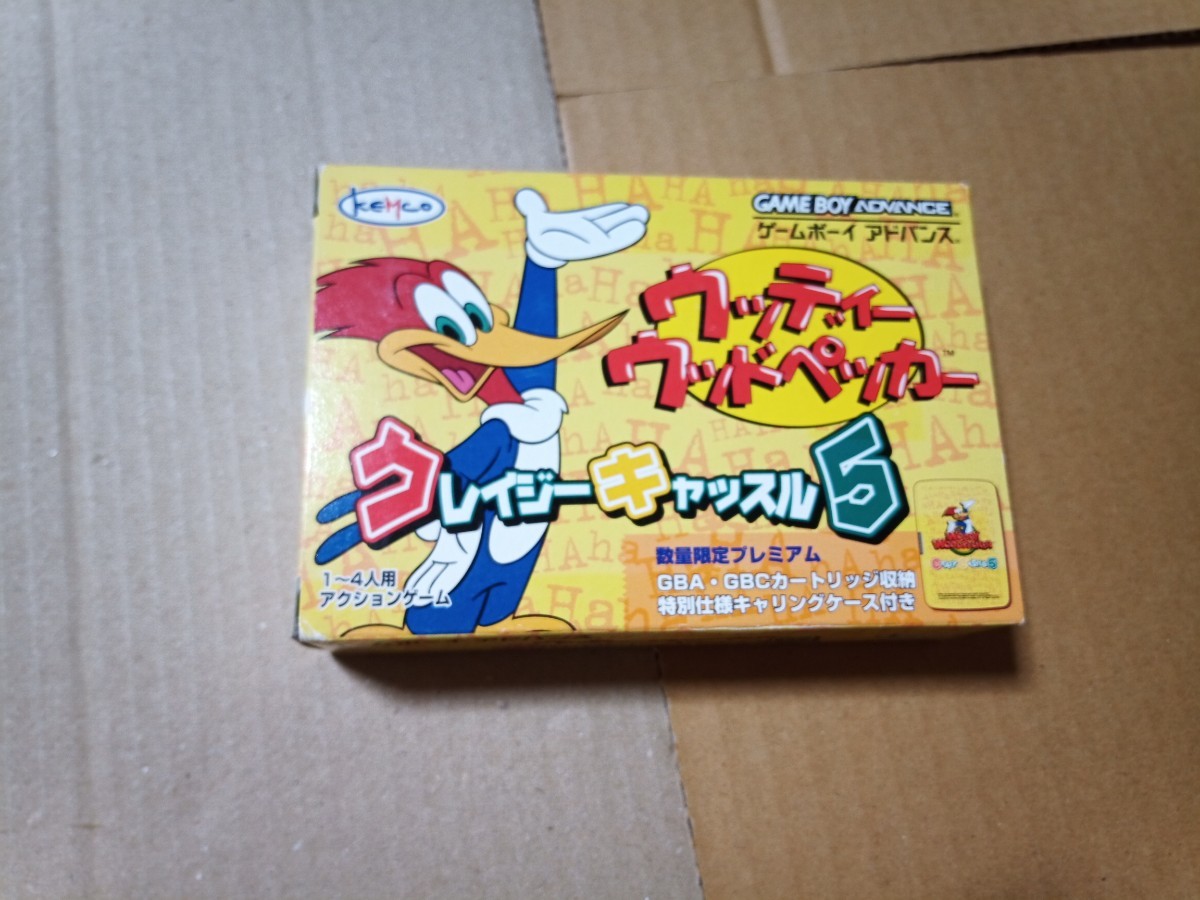 KEMCO
GAME BOY ADVANCE
ゲームボーイ アドバンス
ウッディー
ウッドペッカー™
クレイジーキャッスル5
数量限定プレミアム
GBA・GBCカートリッジ収納
特別仕様キャリングケース付き
1〜4人用
アクションゲーム